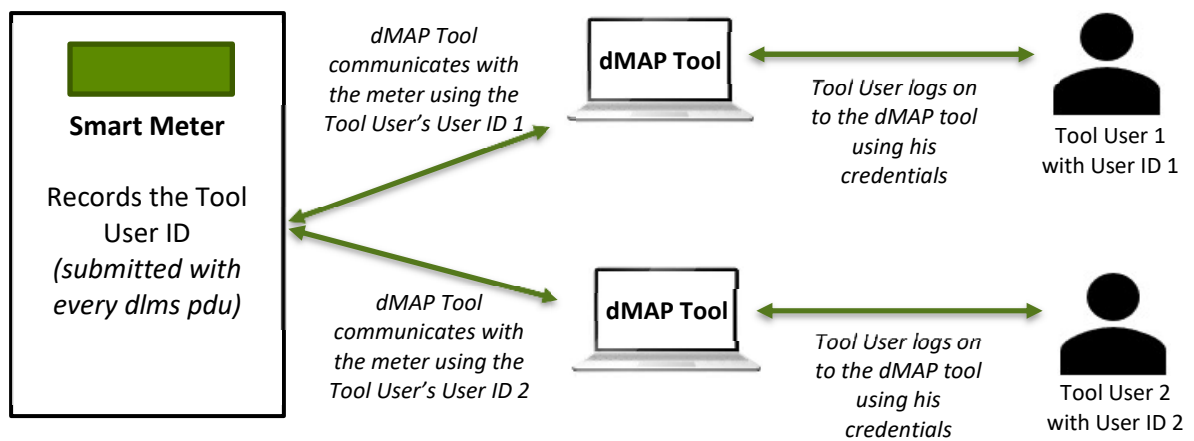 Smart Meter
Records the Tool
User ID
(submitted with
every dlms pdu)
dMAP Tool
communicates with
the meter using the
Tool User's User ID 1
dMAP Tool
Tool User logs on
to the dMAP tool
using his
credentials
Tool User 1
with User ID 1
dMAP Tool
communicates with
the meter using the
Tool User's User ID 2
dMAP Tool
Tool User logs on
to the dMAP tool
using his
credentials
Tool User 2
with User ID 2